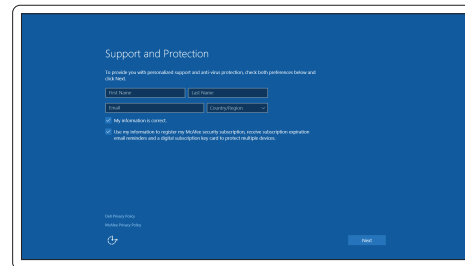 Support and Protection
To provide you with personalized support and anti-virus protection, check both preferences below and
click Next.
First Name
Last Name
Email
Country/Region
My information is correct.
Use my information to register my McAfee security subscription, receive subscription expiration
email reminders and a digital subscription key card to protect multiple devices.
Dell Privacy Policy
McAfee Privacy Policy
Next